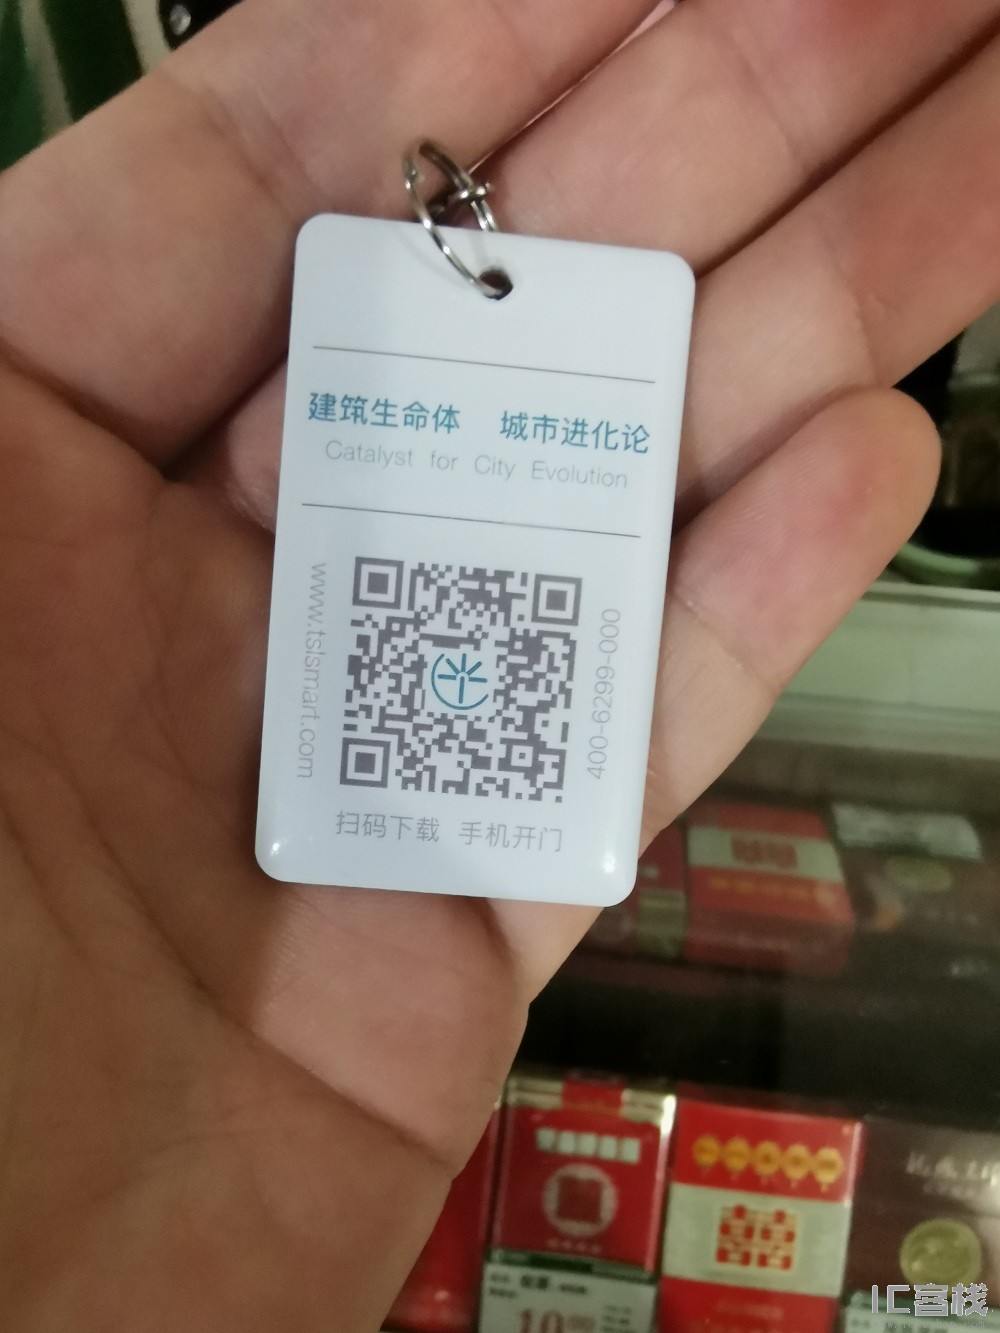 建筑生命体 城市进化论
Catalyst for City Evolution
www.tslsmart.com
400-6299-000
扫码下载 手机开门
IC客栈